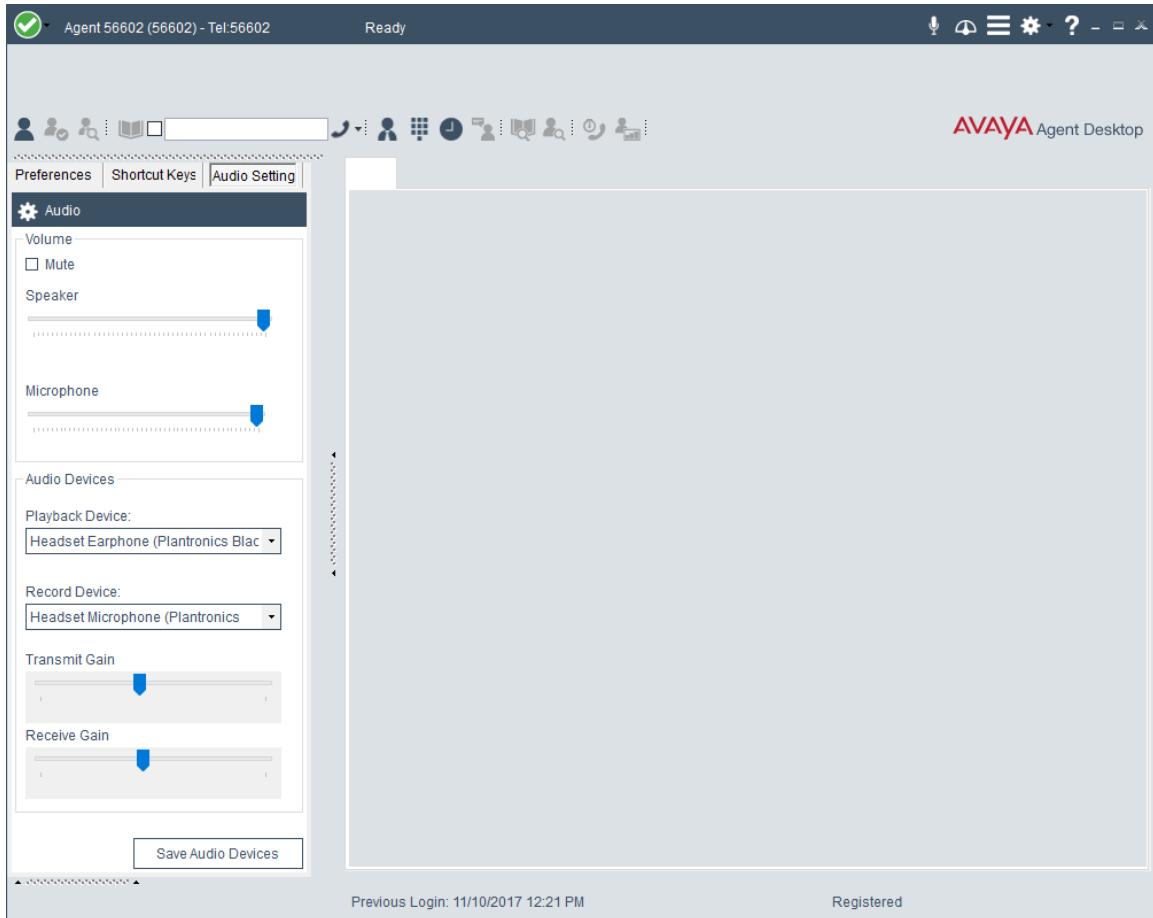 Agent 56602 (56602) - Tel:56602 Ready ?
AVAYA Agent Desktop
Preferences Shortcut Keys Audio Setting
Audio
Volume
Mute
Speaker
Microphone
Audio Devices
Playback Device:
Headset Earphone (Plantronics Blac
Record Device:
Headset Microphone (Plantronics
Transmit Gain
Receive Gain
Save Audio Devices
Previous Login: 11/10/2017 12:21 PM Registered